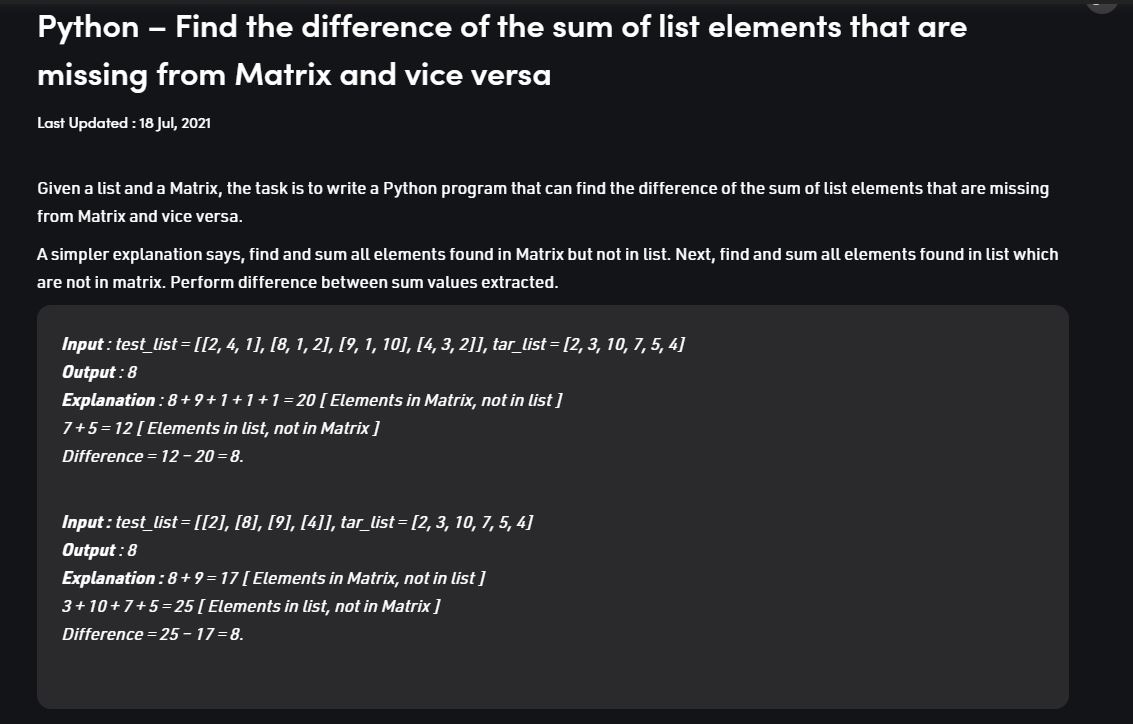 Python – Find the difference of the sum of list elements that are
missing from Matrix and vice versa
Last Updated : 18 Jul, 2021
Given a list and a Matrix, the task is to write a Python program that can find the difference of the sum of list elements that are missing
from Matrix and vice versa.
A simpler explanation says, find and sum all elements found in Matrix but not in list. Next, find and sum all elements found in list which
are not in matrix. Perform difference between sum values extracted.
Input : test_list = [[2, 4, 1], [8, 1, 2], [9, 1, 10], [4, 3, 2]], tar_list = [2, 3, 10, 7, 5, 4]
Output : 8
Explanation : 8 + 9 + 1 + 1 + 1 = 20 [ Elements in Matrix, not in list ]
7 + 5 = 12 [ Elements in list, not in Matrix ]
Difference = 12 – 20 = 8.
Input : test_list = [[2], [8], [9], [4]], tar_list = [2, 3, 10, 7, 5, 4]
Output : 8
Explanation : 8 + 9 = 17 [ Elements in Matrix, not in list ]
3 + 10 + 7 + 5 = 25 [ Elements in list, not in Matrix ]
Difference = 25 – 17 = 8.